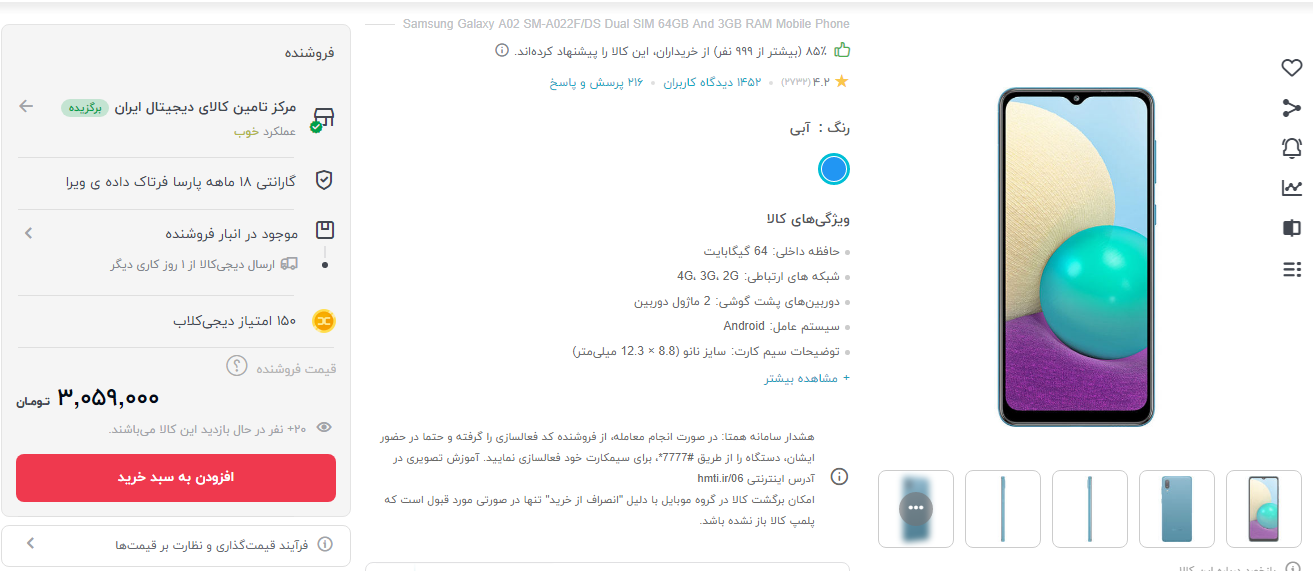 Samsung Galaxy A02 SM-A022F/DS Dual SIM 64GB And 3GB RAM Mobile Phone
۸۵٪ (بیشتر از ۹۹۹ نفر) از خریداران، این کالا را پیشنهاد کرده‌اند.
۴.۲ (۲۷۳۲) ۱۴۵۲ دیدگاه کاربران ۲۱۶ پرسش و پاسخ
رنگ : آبی
ویژگی‌های کالا
حافظه داخلی: 64 گیگابایت
شبکه های ارتباطی: 4G، 3G، 2G
دوربین‌های پشت گوشی: 2 ماژول دوربین
سیستم عامل: Android
توضیحات سیم کارت: سایز نانو (8.8 × 12.3 میلی‌متر)
+ مشاهده بیشتر
هشدار سامانه همتا: در صورت انجام معامله، از فروشنده کد فعالسازی را گرفته و حتما در حضور
ایشان، دستگاه را از طریق #7777*، برای سیمکارت خود فعالسازی نمایید. آموزش تصویری در
آدرس اینترنتی hmti.ir/06
امکان برگشت کالا در گروه موبایل با دلیل "انصراف از خرید" تنها در صورتی مورد قبول است که
پلمپ کالا باز نشده باشد.
فروشنده
مرکز تامین کالای دیجیتال ایران برگزیده
عملکرد خوب
گارانتی ۱۸ ماهه پارسا فرتاک داده ی ویرا
موجود در انبار فروشنده
ارسال دیجی‌کالا از ۱ روز کاری دیگر
۱۵۰ امتیاز دیجی‌کلاب
قیمت فروشنده
۳,۰۵۹,۰۰۰ تومان
۲۰+ نفر در حال بازدید این کالا می‌باشند.
افزودن به سبد خرید
فرآیند قیمت‌گذاری و نظارت بر قیمت‌ها